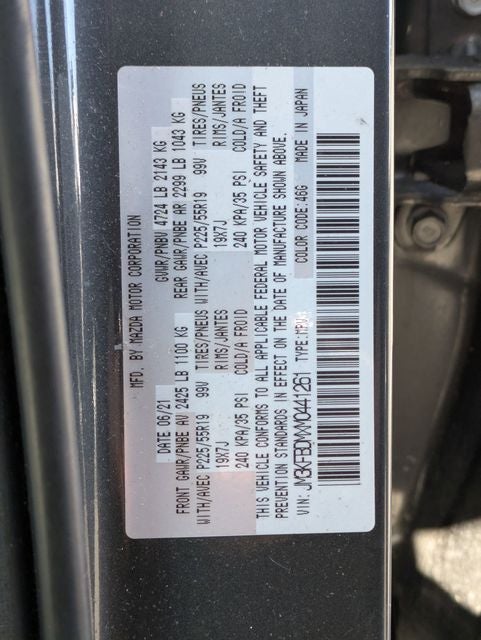 MFD. BY MAZDA MOTOR CORPORATION
DATE 06/21 GVWR/PNBV 4724 LB 2143 KG
FRONT GAWR/PNBE AV 2425 LB 1100 KG REAR GAWR/PNBE AR 2299 LB 1043 KG
WITH/AVEC P225/55R19 99V TIRES/PNEUS WITH/AVEC P225/55R19 99V TIRES/PNEUS
19X7J RIMS/JANTES 19X7J RIMS/JANTES
240 KPA/35 PSI COLD/A FROID 240 KPA/35 PSI COLD/A FROID
THIS VEHICLE CONFORMS TO ALL APPLICABLE FEDERAL MOTOR VEHICLE SAFETY AND THEFT
PREVENTION STANDARDS IN EFFECT ON THE DATE OF MANUFACTURE SHOWN ABOVE.
VIN: TYPE:MPV COLOR CODE:46G MADE IN JAPAN